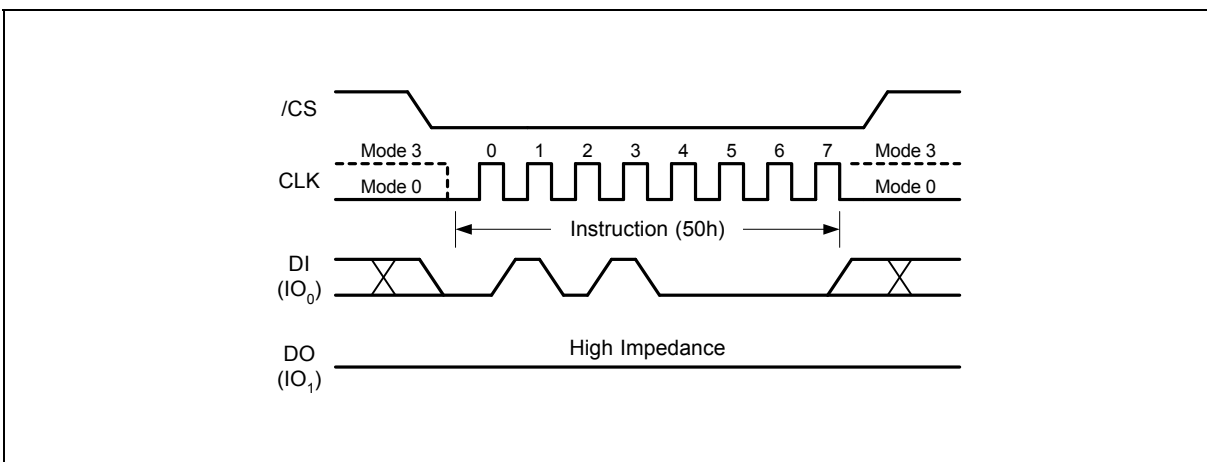 /CS
Mode 3 0 1 2 3 4 5 6 7 Mode 3
CLK
Mode 0 Mode 0
Instruction (50h)
DI
(IO0)
High Impedance
DO
(IO1)